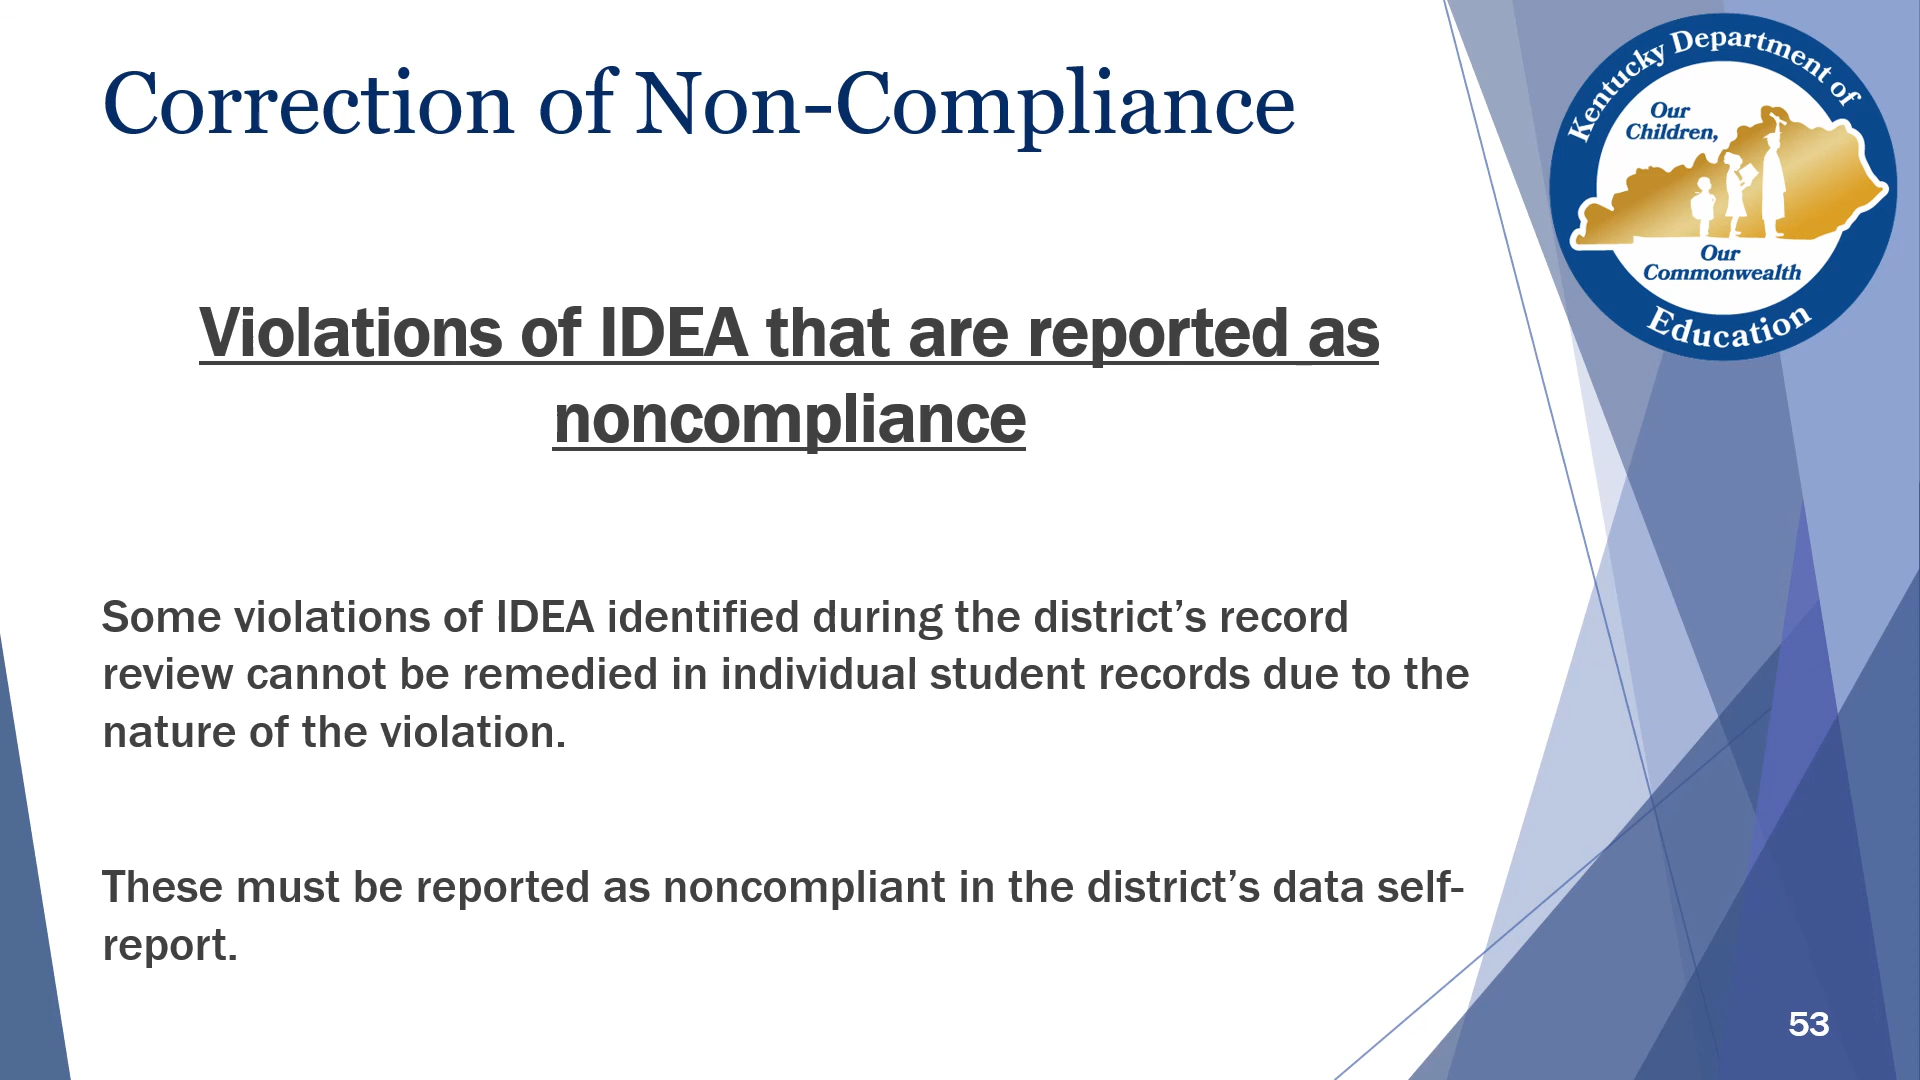 Correction of Non-Compliance
Kentucky Department of
Our
Children,
Our
Commonwealth
Education
Violations of IDEA that are reported as
noncompliance
Some violations of IDEA identified during the district’s record
review cannot be remedied in individual student records due to the
nature of the violation.
These must be reported as noncompliant in the district’s data self-
report.
53